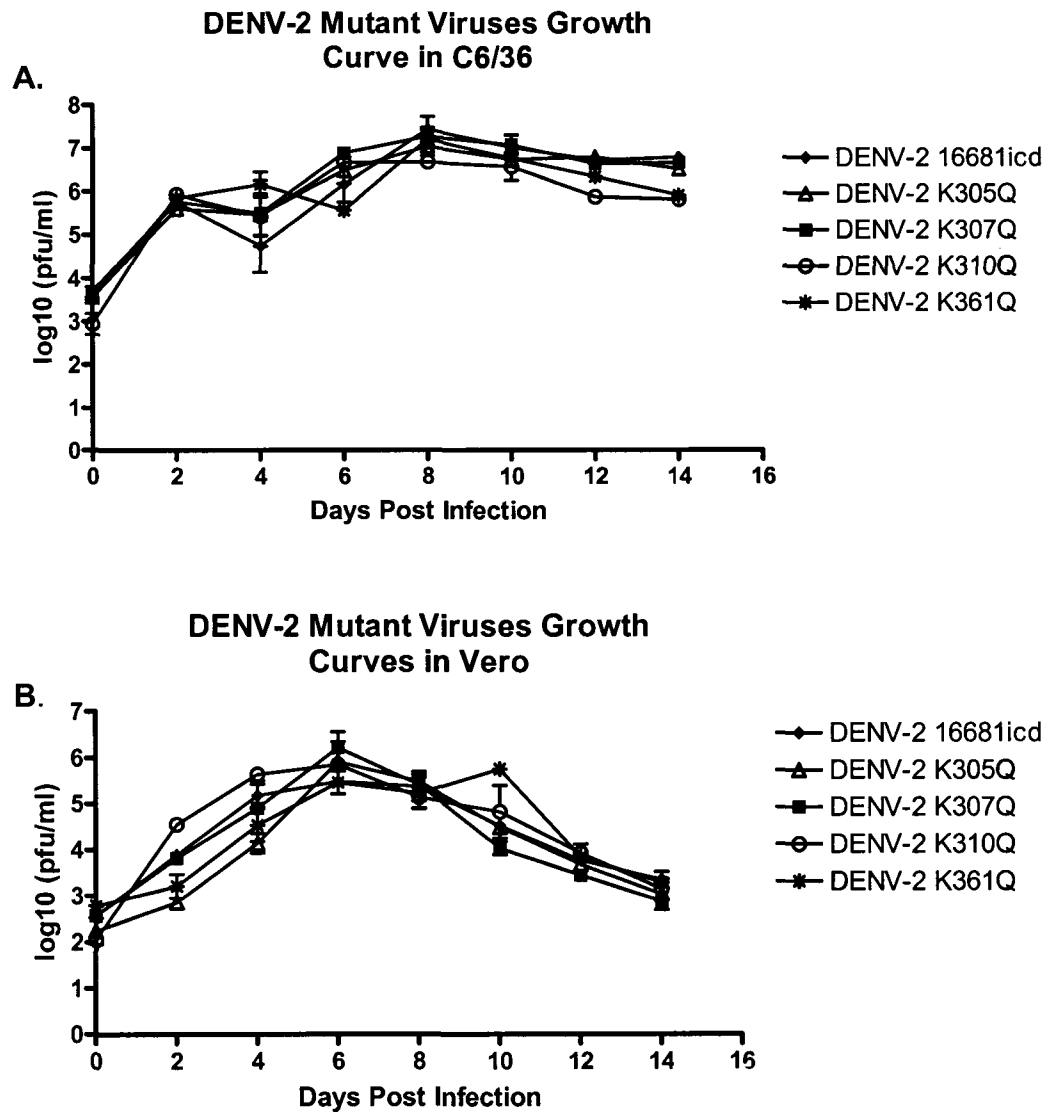 DENV-2 Mutant Viruses Growth
Curve in C6/36
A.
8
7
6
5
4
3
2
1
0
log10 (pfu/ml)
0 2 4 6 8 10 12 14 16
Days Post Infection
DENV-2 16681icd
DENV-2 K305Q
DENV-2 K307Q
DENV-2 K310Q
DENV-2 K361Q
DENV-2 Mutant Viruses Growth
Curves in Vero
B.
7
6
5
4
3
2
1
0
log10 (pfu/ml)
0 2 4 6 8 10 12 14 16
Days Post Infection
DENV-2 16681icd
DENV-2 K305Q
DENV-2 K307Q
DENV-2 K310Q
DENV-2 K361Q